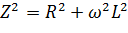 Z² = R² + ω²L²